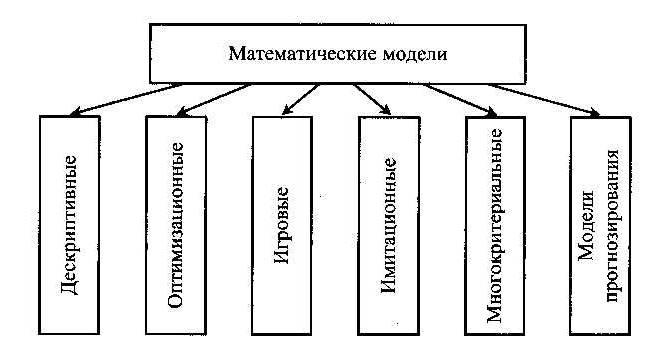 Математические модели
Дескриптивные
Оптимизационные
Игровые
Имитационные
Многокритериальные
Модели
прогнозирования